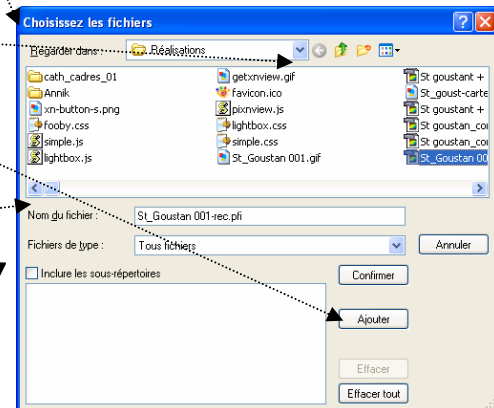 Choisissez les fichiers
Regarder dans : Réalisations
cath_cadres_01
Annik
xn-button-s.png
fooby.css
simple.js
lightbox.js
getxnview.gif
favicon.ico
pixnview.js
lightbox.css
simple.css
St_Goustan 001.gif
St goustant +
St_goust-carte
St goustant +
St goustan_cor
St goustan_cor
St_Goustan 00
Nom du fichier : St_Goustan 001-rec.pfi
Fichiers de type : Tous fichiers Annuler
Inclure les sous-répertoires Confirmer
Ajouter
Effacer
Effacer tout